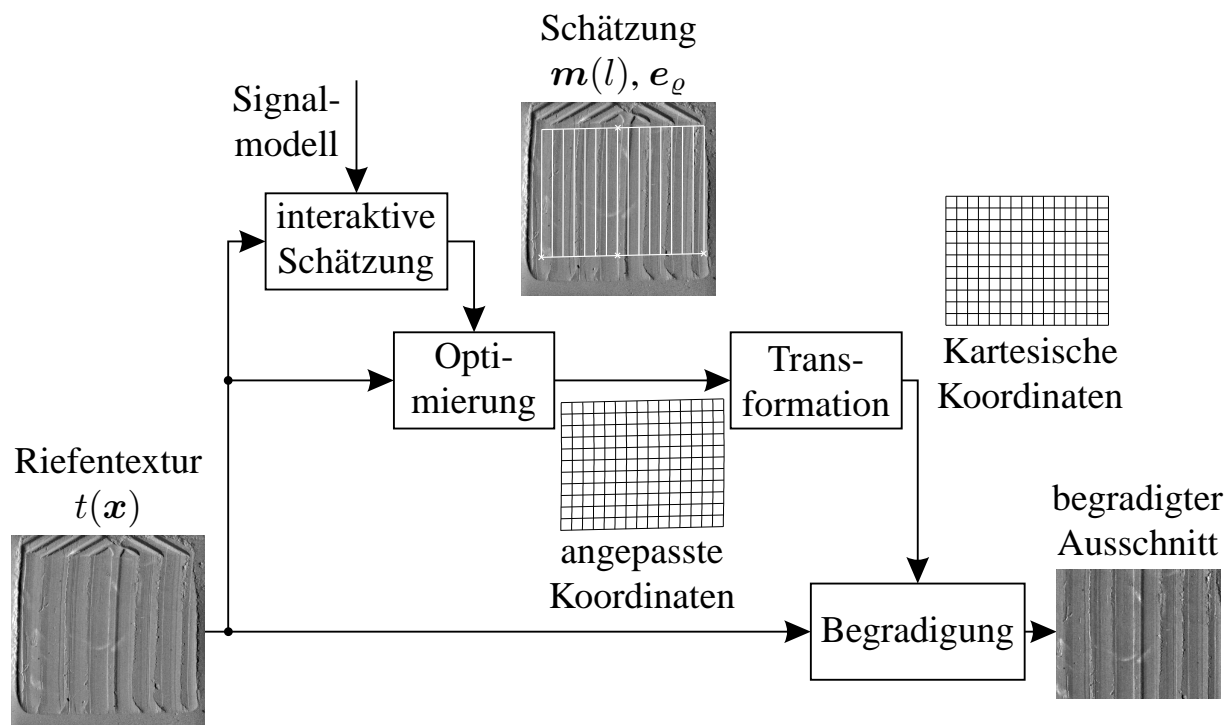 Schätzung
m(l), e_ϱ
Signal-
modell
interaktive
Schätzung
Opti-
mierung
Trans-
formation
Kartesische
Koordinaten
Riefentextur
t(x)
angepasste
Koordinaten
begradigter
Ausschnitt
Begradigung